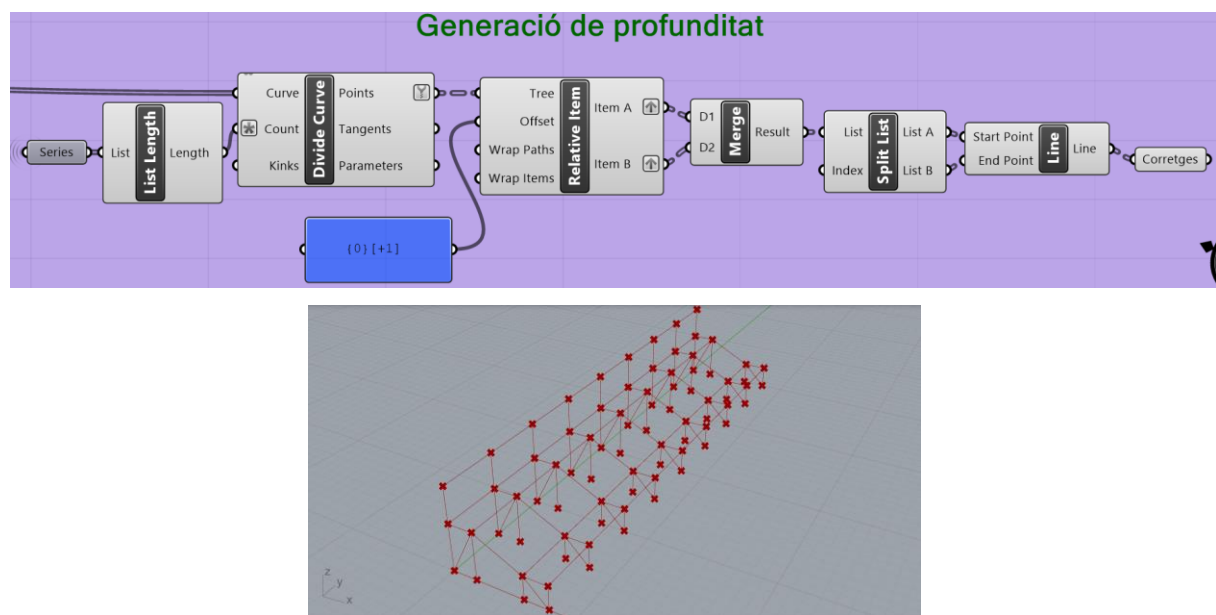 Generació de profunditat
Series
List
List Length
Length
Curve
Count
Kinks
Divide Curve
Points
Tangents
Parameters
{0}[+1]
Tree
Offset
Wrap Paths
Wrap Items
Relative Item
Item A
Item B
D1
D2
Merge
Result
List
Index
Split List
List A
List B
Start Point
End Point
Line
Line
Corretges
z
y
x